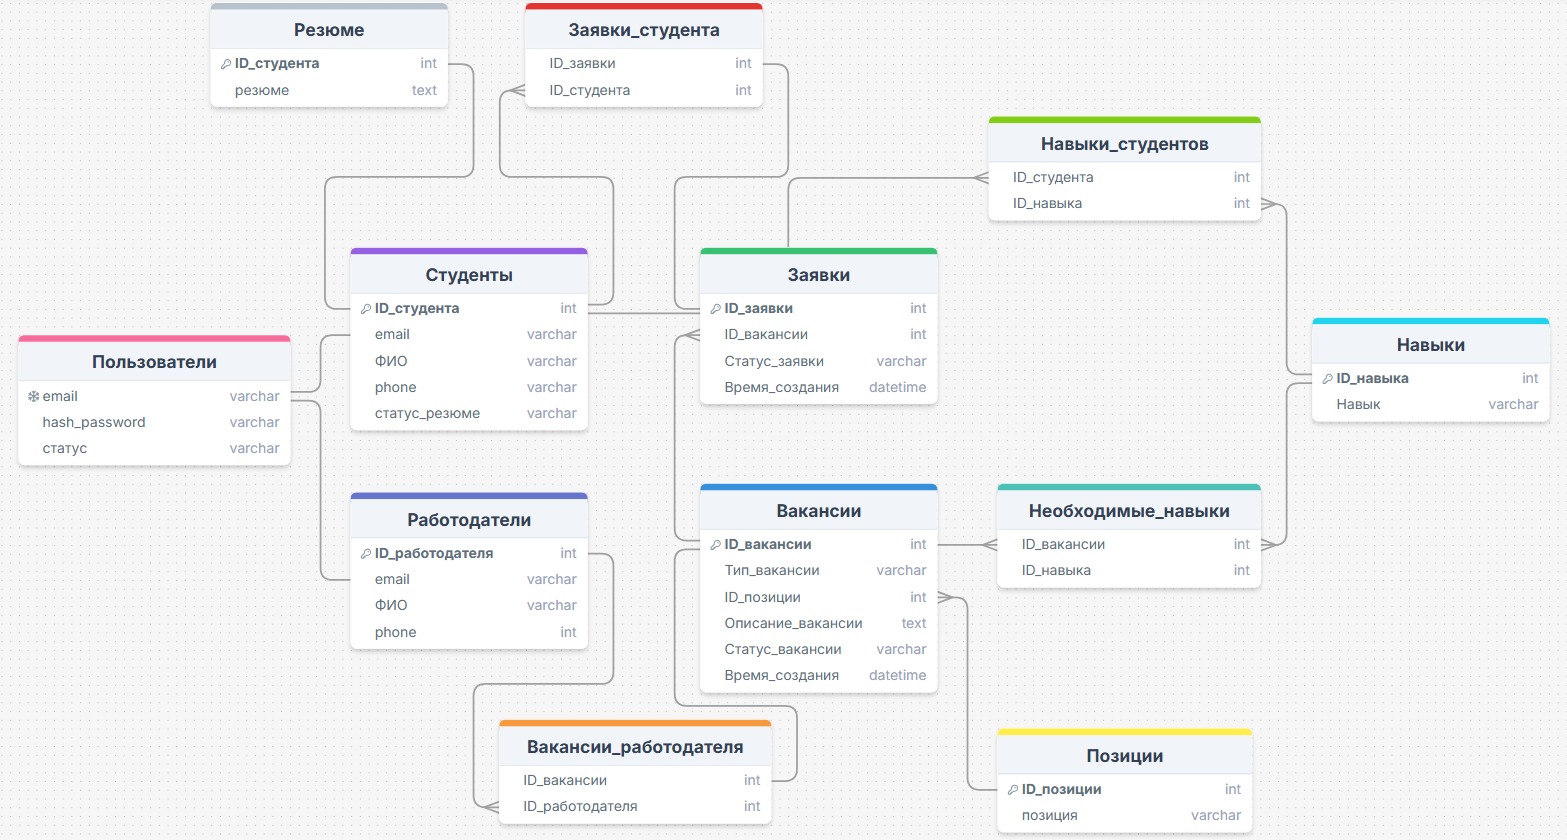 Резюме
ID_студента int
резюме text
Заявки_студента
ID_заявки int
ID_студента int
Навыки_студентов
ID_студента int
ID_навыка int
Студенты
ID_студента int
email varchar
ФИО varchar
phone varchar
статус_резюме varchar
Заявки
ID_заявки int
ID_вакансии int
Статус_заявки varchar
Время_создания datetime
Навыки
ID_навыка int
Навык varchar
Пользователи
email varchar
hash_password varchar
статус varchar
Работодатели
ID_работодателя int
email varchar
ФИО varchar
phone int
Вакансии
ID_вакансии int
Тип_вакансии varchar
ID_позиции int
Описание_вакансии text
Статус_вакансии varchar
Время_создания datetime
Необходимые_навыки
ID_вакансии int
ID_навыка int
Вакансии_работодателя
ID_вакансии int
ID_работодателя int
Позиции
ID_позиции int
позиция varchar